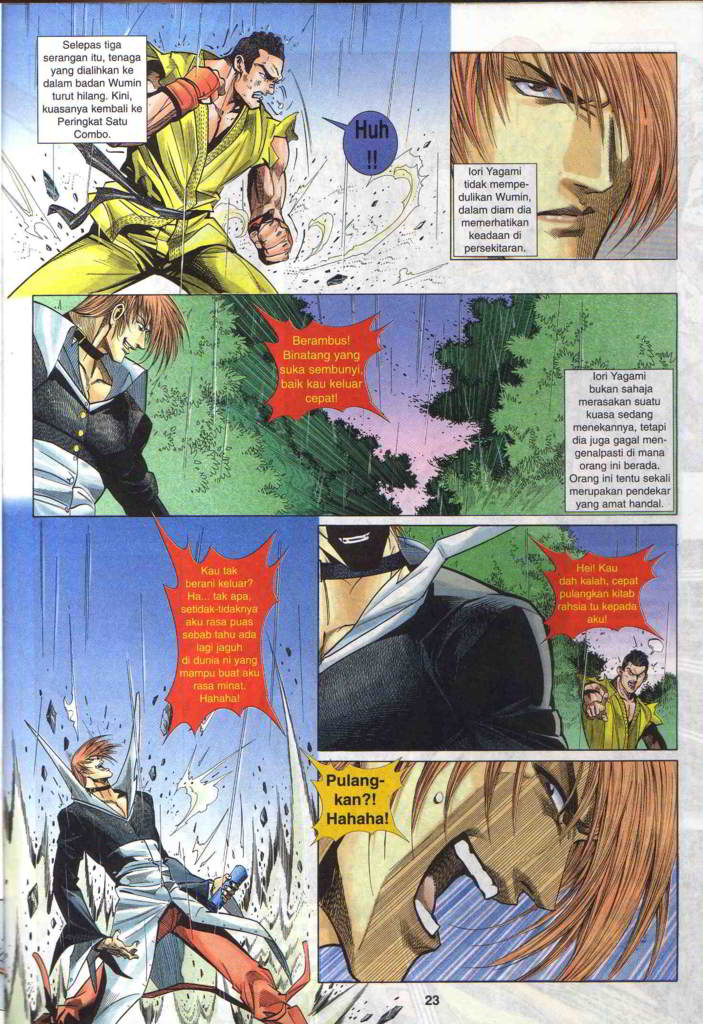 Selepas tiga
serangan itu, tenaga
yang dialihkan ke
dalam badan Wumin
turut hilang. Kini,
kuasanya kembali ke
Peringkat Satu
Combo.
Huh
!!
Iori Yagami
tidak mempe-
dulikan Wumin,
dalam diam dia
memerhatikan
keadaan di
persekitaran.
Berambus!
Binatang yang
suka sembunyi,
baik kau keluar
cepat!
Iori Yagami
bukan sahaja
merasakan suatu
kuasa sedang
menekannya, tetapi
dia juga gagal men-
genalpasti di mana
orang ini berada.
Orang ini tentu sekali
merupakan pendekar
yang amat handal.
Kau tak
berani keluar?
Ha... tak apa,
setidak-tidaknya
aku rasa puas
sebab tahu ada
lagi jaguh
di dunia ni yang
mampu buat aku
rasa minat.
Hahaha!
Hei! Kau
dah kalah, cepat
pulangkan kitab
rahsia tu kepada
aku!
Pulang-
kan?!
Hahaha!
23